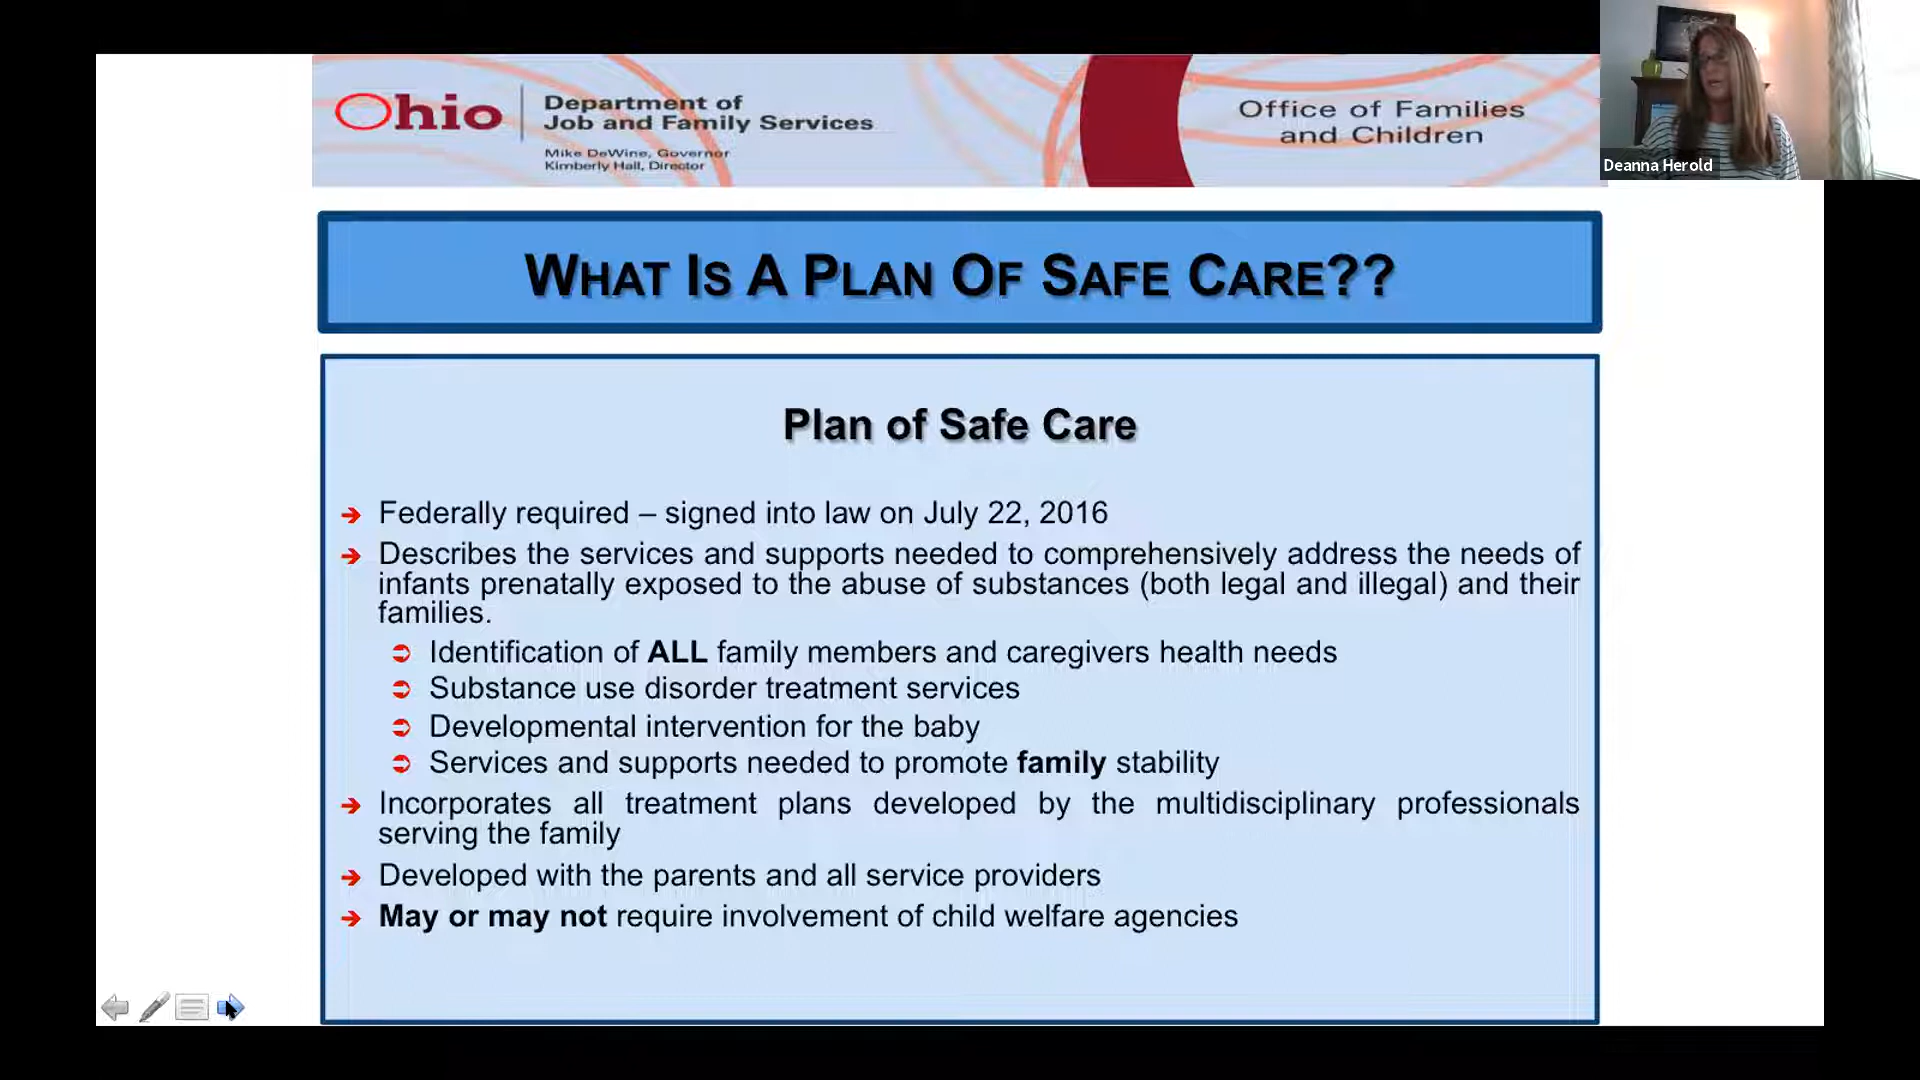 Ohio
Department of
Job and Family Services
Mike DeWine, Governor
Kimberly Hall, Director
Office of Families
and Children
Deanna Herold
WHAT IS A PLAN OF SAFE CARE??
Plan of Safe Care
➔ Federally required – signed into law on July 22, 2016
➔ Describes the services and supports needed to comprehensively address the needs of
infants prenatally exposed to the abuse of substances (both legal and illegal) and their
families.
➲ Identification of ALL family members and caregivers health needs
➲ Substance use disorder treatment services
➲ Developmental intervention for the baby
➲ Services and supports needed to promote family stability
➔ Incorporates all treatment plans developed by the multidisciplinary professionals
serving the family
➔ Developed with the parents and all service providers
➔ May or may not require involvement of child welfare agencies